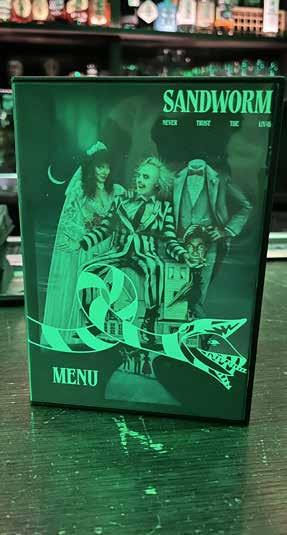 SANDWORM
NEVER TRUST THE LIVING
MENU